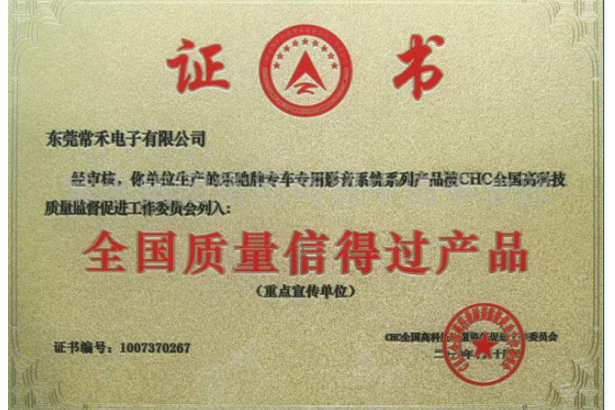 证书
东莞常禾电子有限公司
经审核，你单位生产的乐驰牌专车专用影音系统系列产品被CHC全国高科技
质量监督促进工作委员会列入：
全国质量信得过产品
（重点宣传单位）
证书编号：1007370267
CHC全国高科 委员会